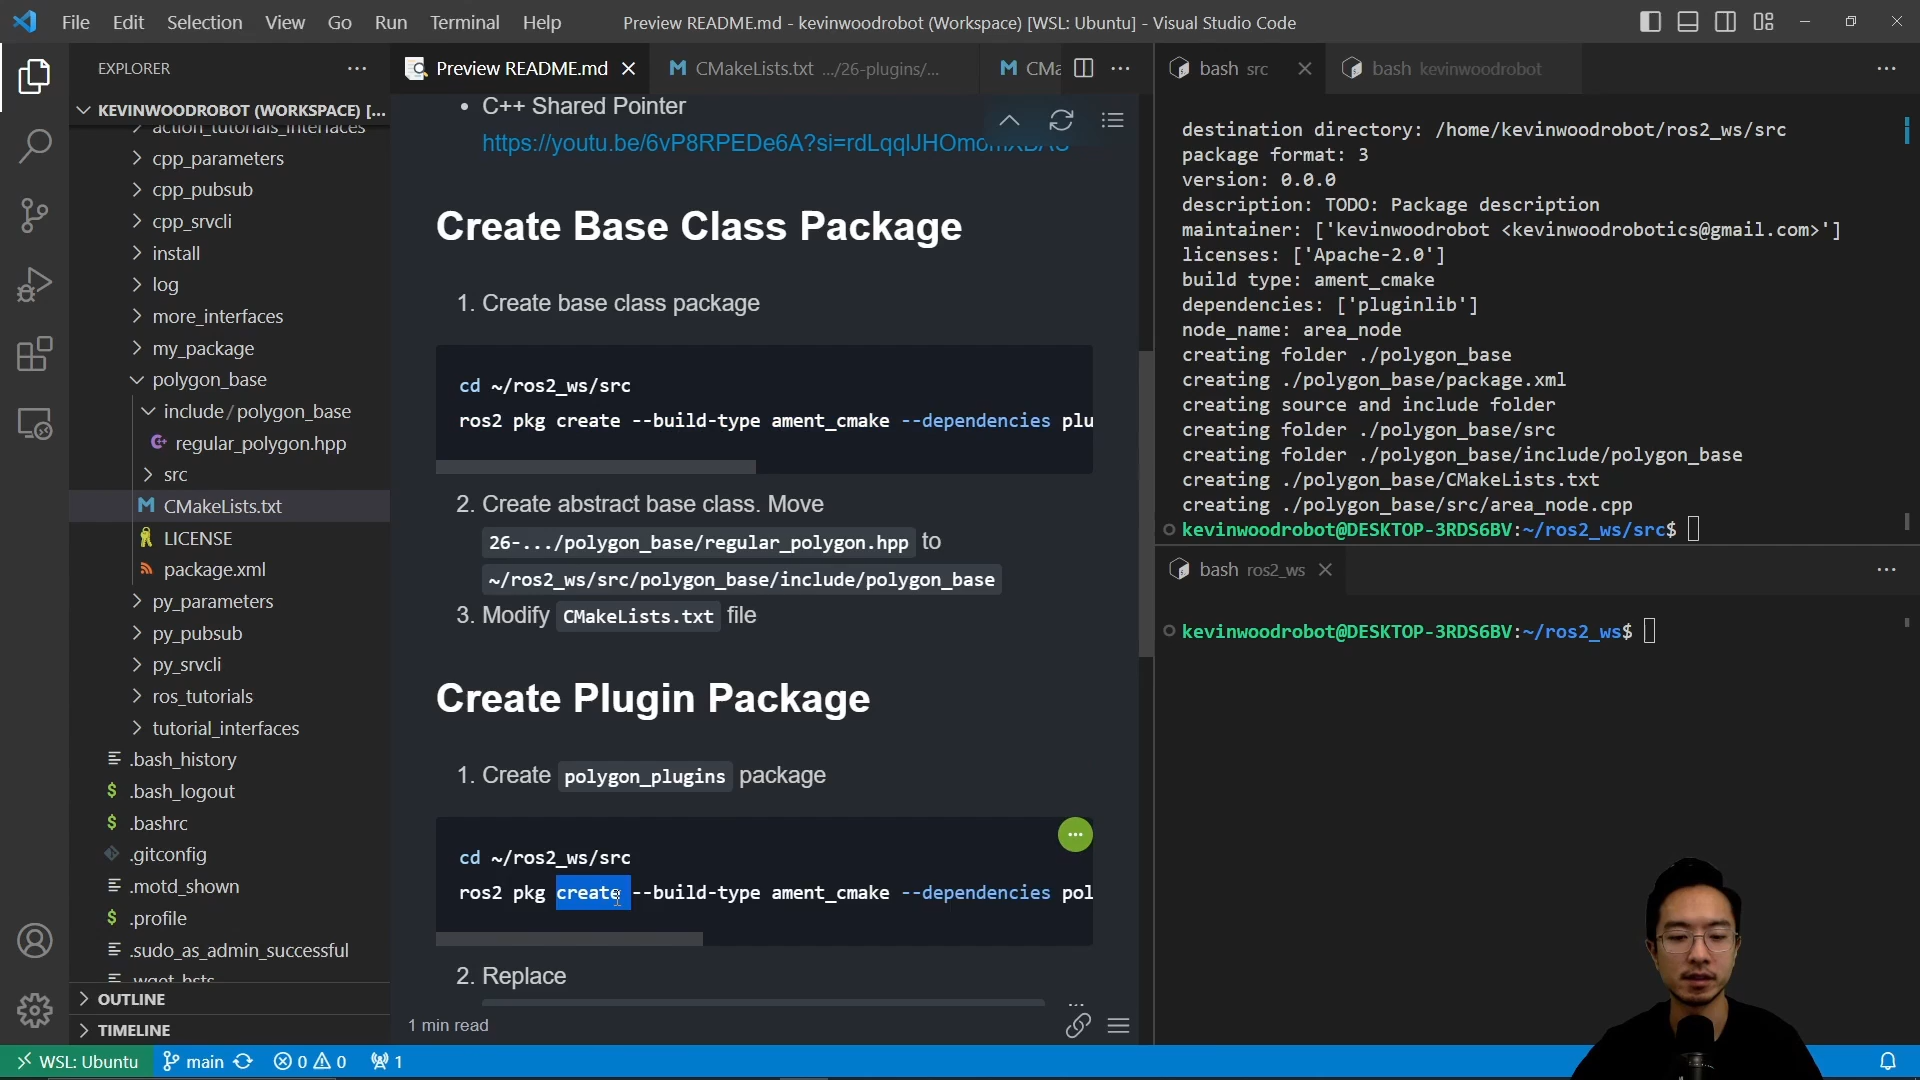 File Edit Selection View Go Run Terminal Help
Preview README.md - kevinwoodrobot (Workspace) [WSL: Ubuntu] - Visual Studio Code
EXPLORER
KEVINWOODROBOT (WORKSPACE) [...
action_tutorials_interfaces
cpp_parameters
cpp_pubsub
cpp_srvcli
install
log
more_interfaces
my_package
polygon_base
include/polygon_base
regular_polygon.hpp
src
CMakeLists.txt
LICENSE
package.xml
py_parameters
py_pubsub
py_srvcli
ros_tutorials
tutorial_interfaces
.bash_history
.bash_logout
.bashrc
.gitconfig
.motd_shown
.profile
.sudo_as_admin_successful
.wget-hsts
OUTLINE
TIMELINE
Preview README.md
CMakeLists.txt .../26-plugins/...
CMa
C++ Shared Pointer
Create Base Class Package
1. Create base class package
cd ~/ros2_ws/src
ros2 pkg create --build-type ament_cmake --dependencies plu
2. Create abstract base class. Move
26-.../polygon_base/regular_polygon.hpp to
~/ros2_ws/src/polygon_base/include/polygon_base
3. Modify CMakeLists.txt file
Create Plugin Package
1. Create polygon_plugins package
cd ~/ros2_ws/src
ros2 pkg create --build-type ament_cmake --dependencies pol
2. Replace
1 min read
bash src
bash kevinwoodrobot
destination directory: /home/kevinwoodrobot/ros2_ws/src
package format: 3
version: 0.0.0
description: TODO: Package description
maintainer: ['kevinwoodrobot <kevinwoodrobotics@gmail.com>']
licenses: ['Apache-2.0']
build type: ament_cmake
dependencies: ['pluginlib']
node_name: area_node
creating folder ./polygon_base
creating ./polygon_base/package.xml
creating source and include folder
creating folder ./polygon_base/src
creating folder ./polygon_base/include/polygon_base
creating ./polygon_base/CMakeLists.txt
creating ./polygon_base/src/area_node.cpp
kevinwoodrobot@DESKTOP-3RDS6BV:~/ros2_ws/src$
bash ros2_ws
kevinwoodrobot@DESKTOP-3RDS6BV:~/ros2_ws$
WSL: Ubuntu main 0 0 1